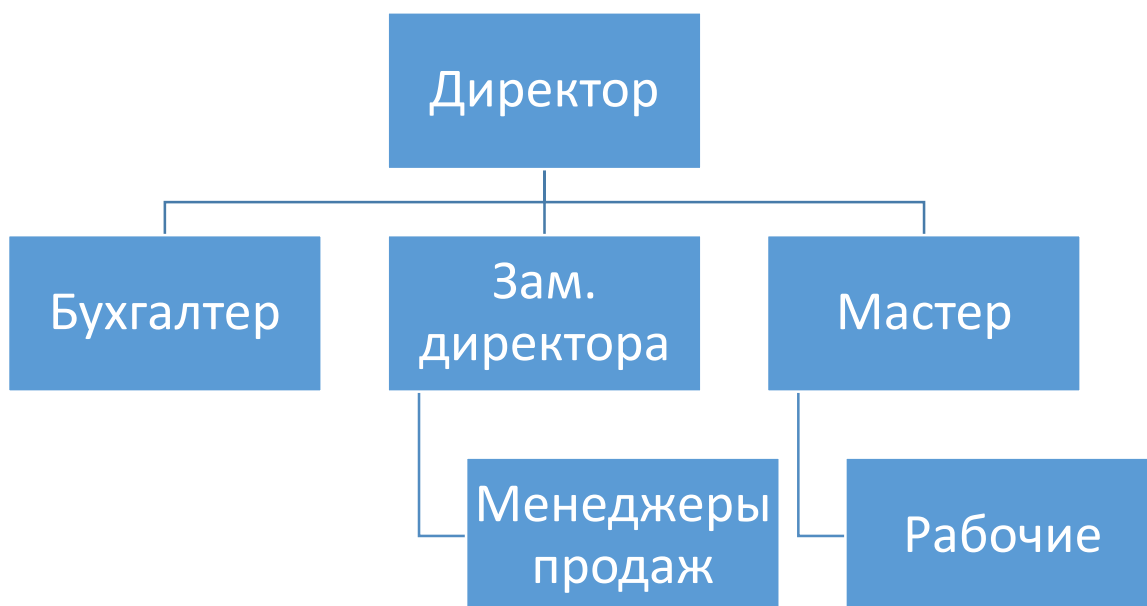 Директор
Бухгалтер
Зам.
директора
Мастер
Менеджеры
продаж
Рабочие